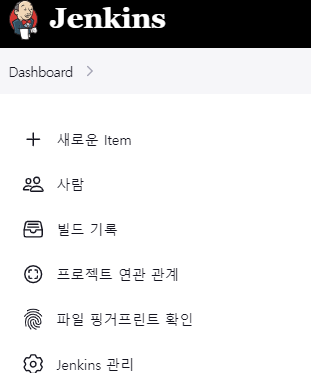 Jenkins
Dashboard
새로운 Item
사람
빌드 기록
프로젝트 연관 관계
파일 핑거프린트 확인
Jenkins 관리